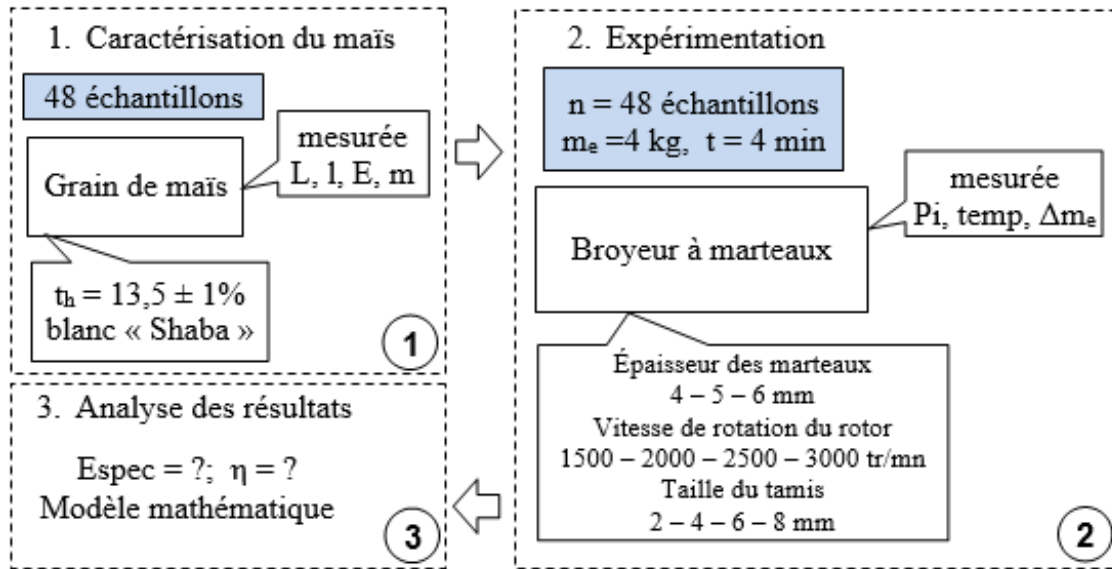 1. Caractérisation du maïs
48 échantillons
mesurée
L, l, E, m
Grain de maïs
tₕ = 13,5 ± 1%
blanc « Shaba »
1
2. Expérimentation
n = 48 échantillons
mₑ =4 kg, t = 4 min
mesurée
Pi, temp, Δmₑ
Broyeur à marteaux
Épaisseur des marteaux
4 – 5 – 6 mm
Vitesse de rotation du rotor
1500 – 2000 – 2500 – 3000 tr/mn
Taille du tamis
2 – 4 – 6 – 8 mm
2
3. Analyse des résultats
Espec = ?; η = ?
Modèle mathématique
3